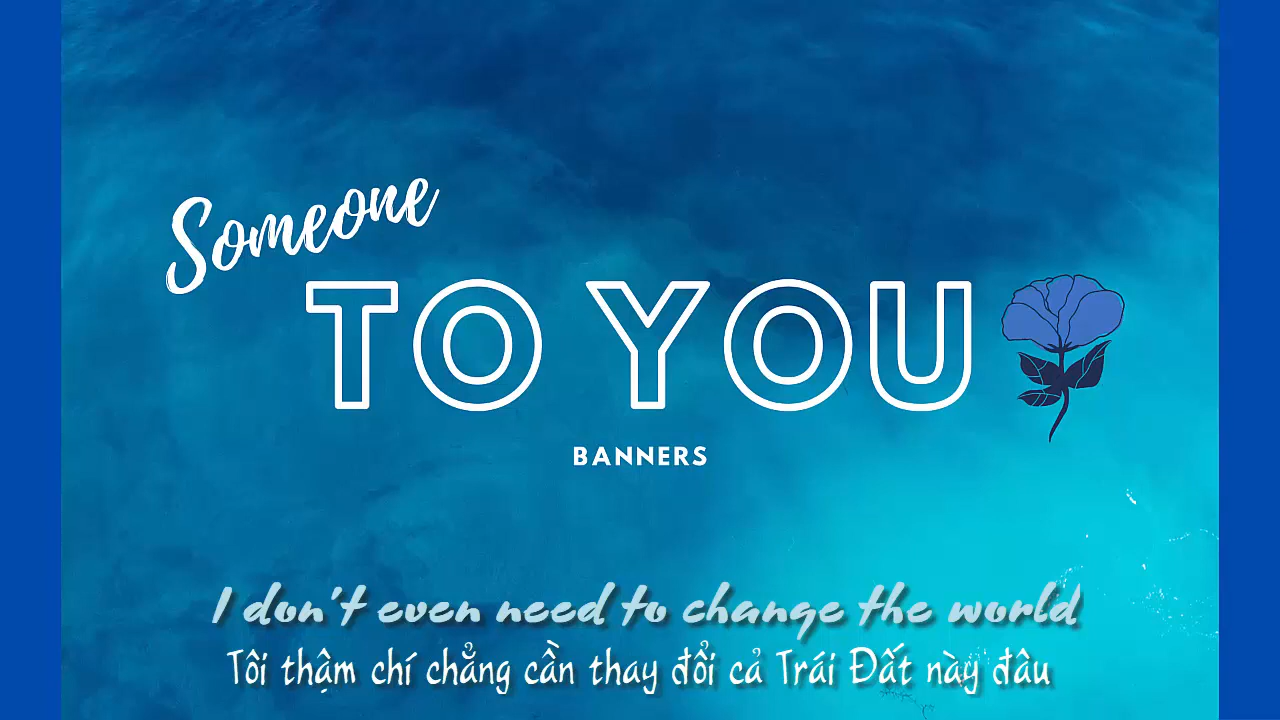 Someone
TO YOU
BANNERS
I don't even need to change the world
Tôi thậm chí chẳng cần thay đổi cả Trái Đất này đâu